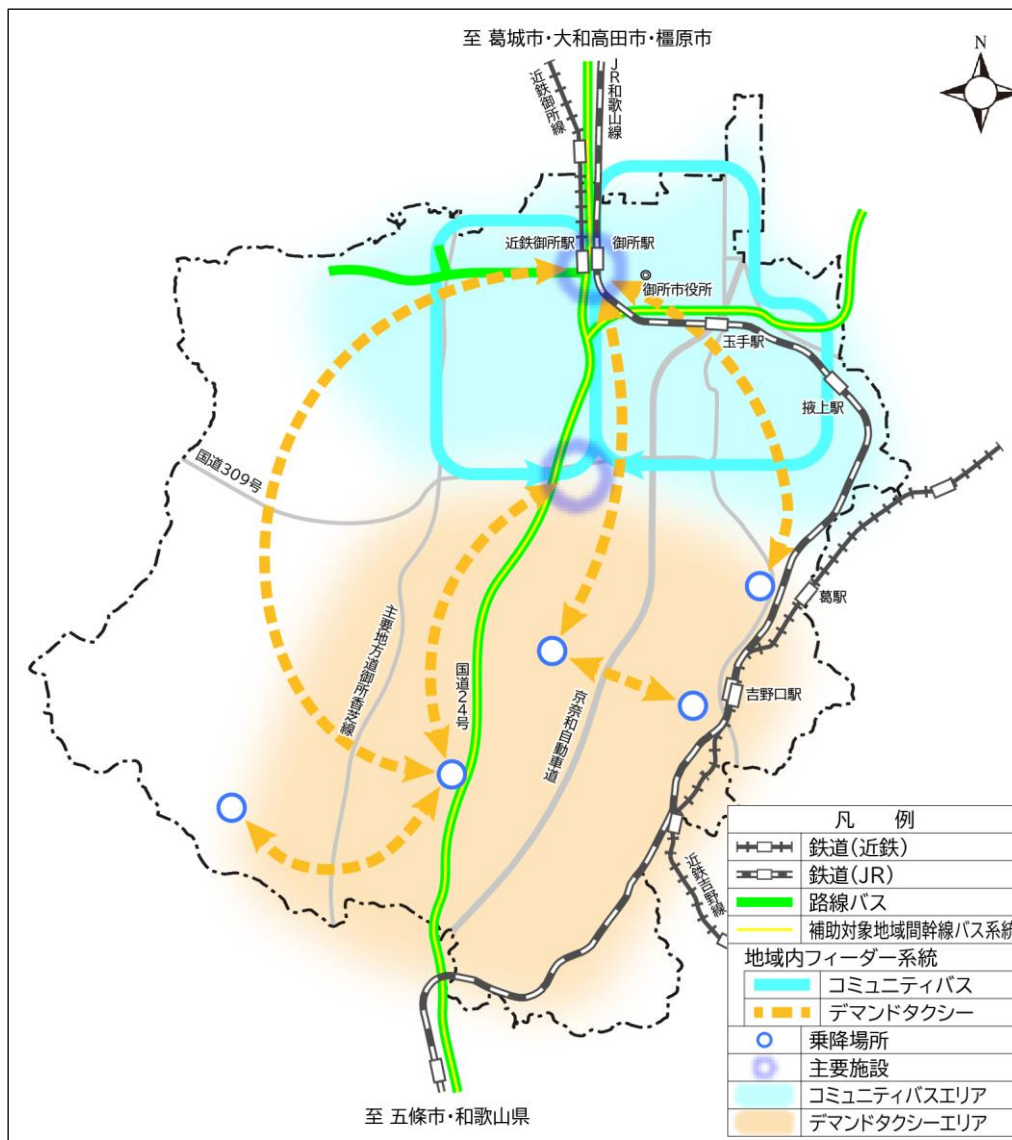 至 葛城市・大和高田市・橿原市
N
近鉄御所線
JR和歌山線
近鉄御所駅
御所駅
御所市役所
玉手駅
掖上駅
国道309号
葛駅
主要地方道御所香芝線
国道24号
京奈和自動車道
吉野口駅
近鉄吉野線
至 五條市・和歌山県
凡 例
鉄道(近鉄)
鉄道(JR)
路線バス
補助対象地域間幹線バス系統
地域内フィーダー系統
コミュニティバス
デマンドタクシー
乗降場所
主要施設
コミュニティバスエリア
デマンドタクシーエリア